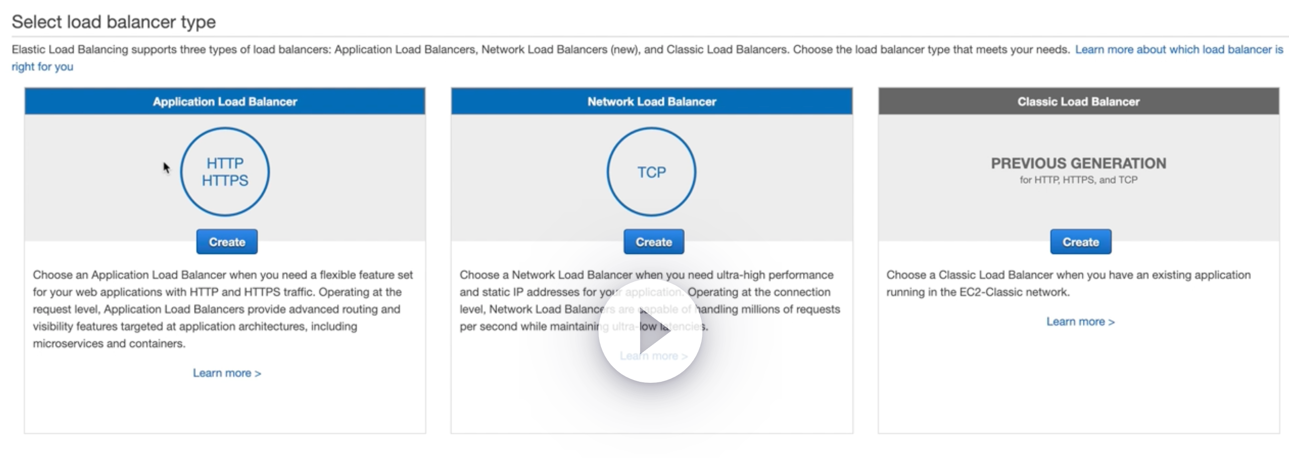 Select load balancer type
Elastic Load Balancing supports three types of load balancers: Application Load Balancers, Network Load Balancers (new), and Classic Load Balancers. Choose the load balancer type that meets your needs. Learn more about which load balancer is
right for you
Application Load Balancer
HTTP
HTTPS
Create
Choose an Application Load Balancer when you need a flexible feature set
for your web applications with HTTP and HTTPS traffic. Operating at the
request level, Application Load Balancers provide advanced routing and
visibility features targeted at application architectures, including
microservices and containers.
Learn more >
Network Load Balancer
TCP
Create
Choose a Network Load Balancer when you need ultra-high performance
and static IP addresses for your application. Operating at the connection
level, Network Load Balancers are capable of handling millions of requests
per second while maintaining ultra-low latencies.
Learn more >
Classic Load Balancer
PREVIOUS GENERATION
for HTTP, HTTPS, and TCP
Create
Choose a Classic Load Balancer when you have an existing application
running in the EC2-Classic network.
Learn more >